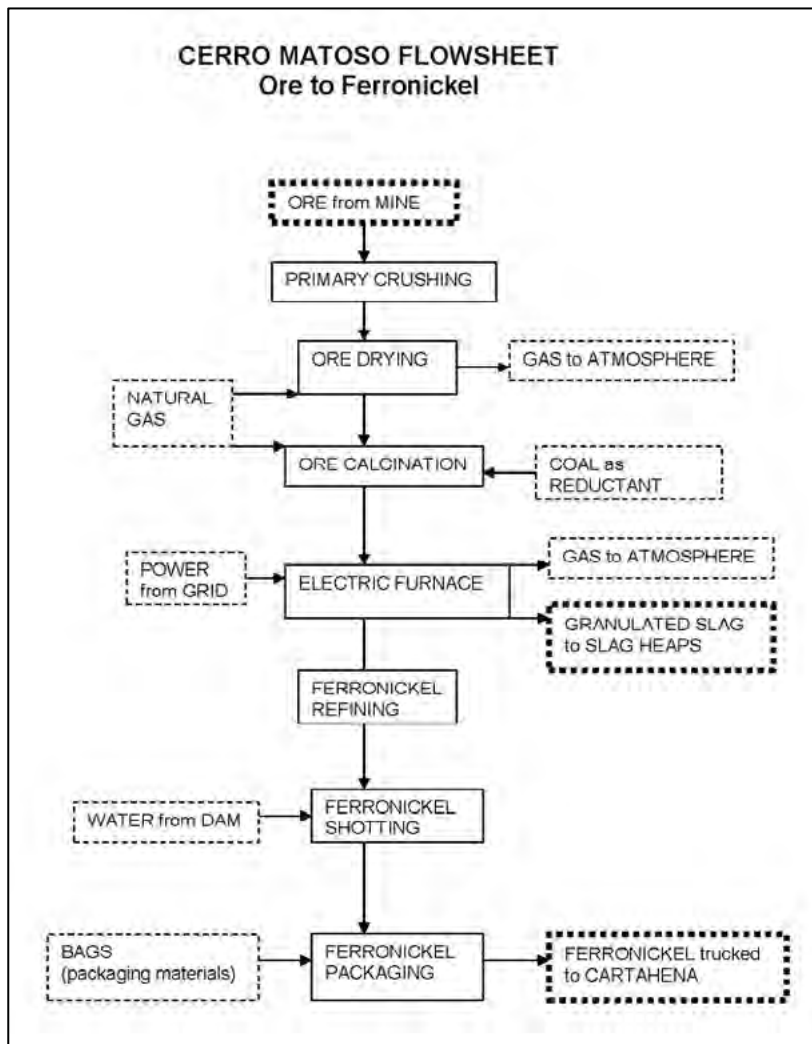 CERRO MATOSO FLOWSHEET
Ore to Ferronickel
ORE from MINE
PRIMARY CRUSHING
ORE DRYING
GAS to ATMOSPHERE
NATURAL
GAS
ORE CALCINATION
COAL as
REDUCTANT
POWER
from GRID
ELECTRIC FURNACE
GAS to ATMOSPHERE
GRANULATED SLAG
to SLAG HEAPS
FERRONICKEL
REFINING
WATER from DAM
FERRONICKEL
SHOTTING
BAGS
(packaging materials)
FERRONICKEL
PACKAGING
FERRONICKEL trucked
to CARTAHENA